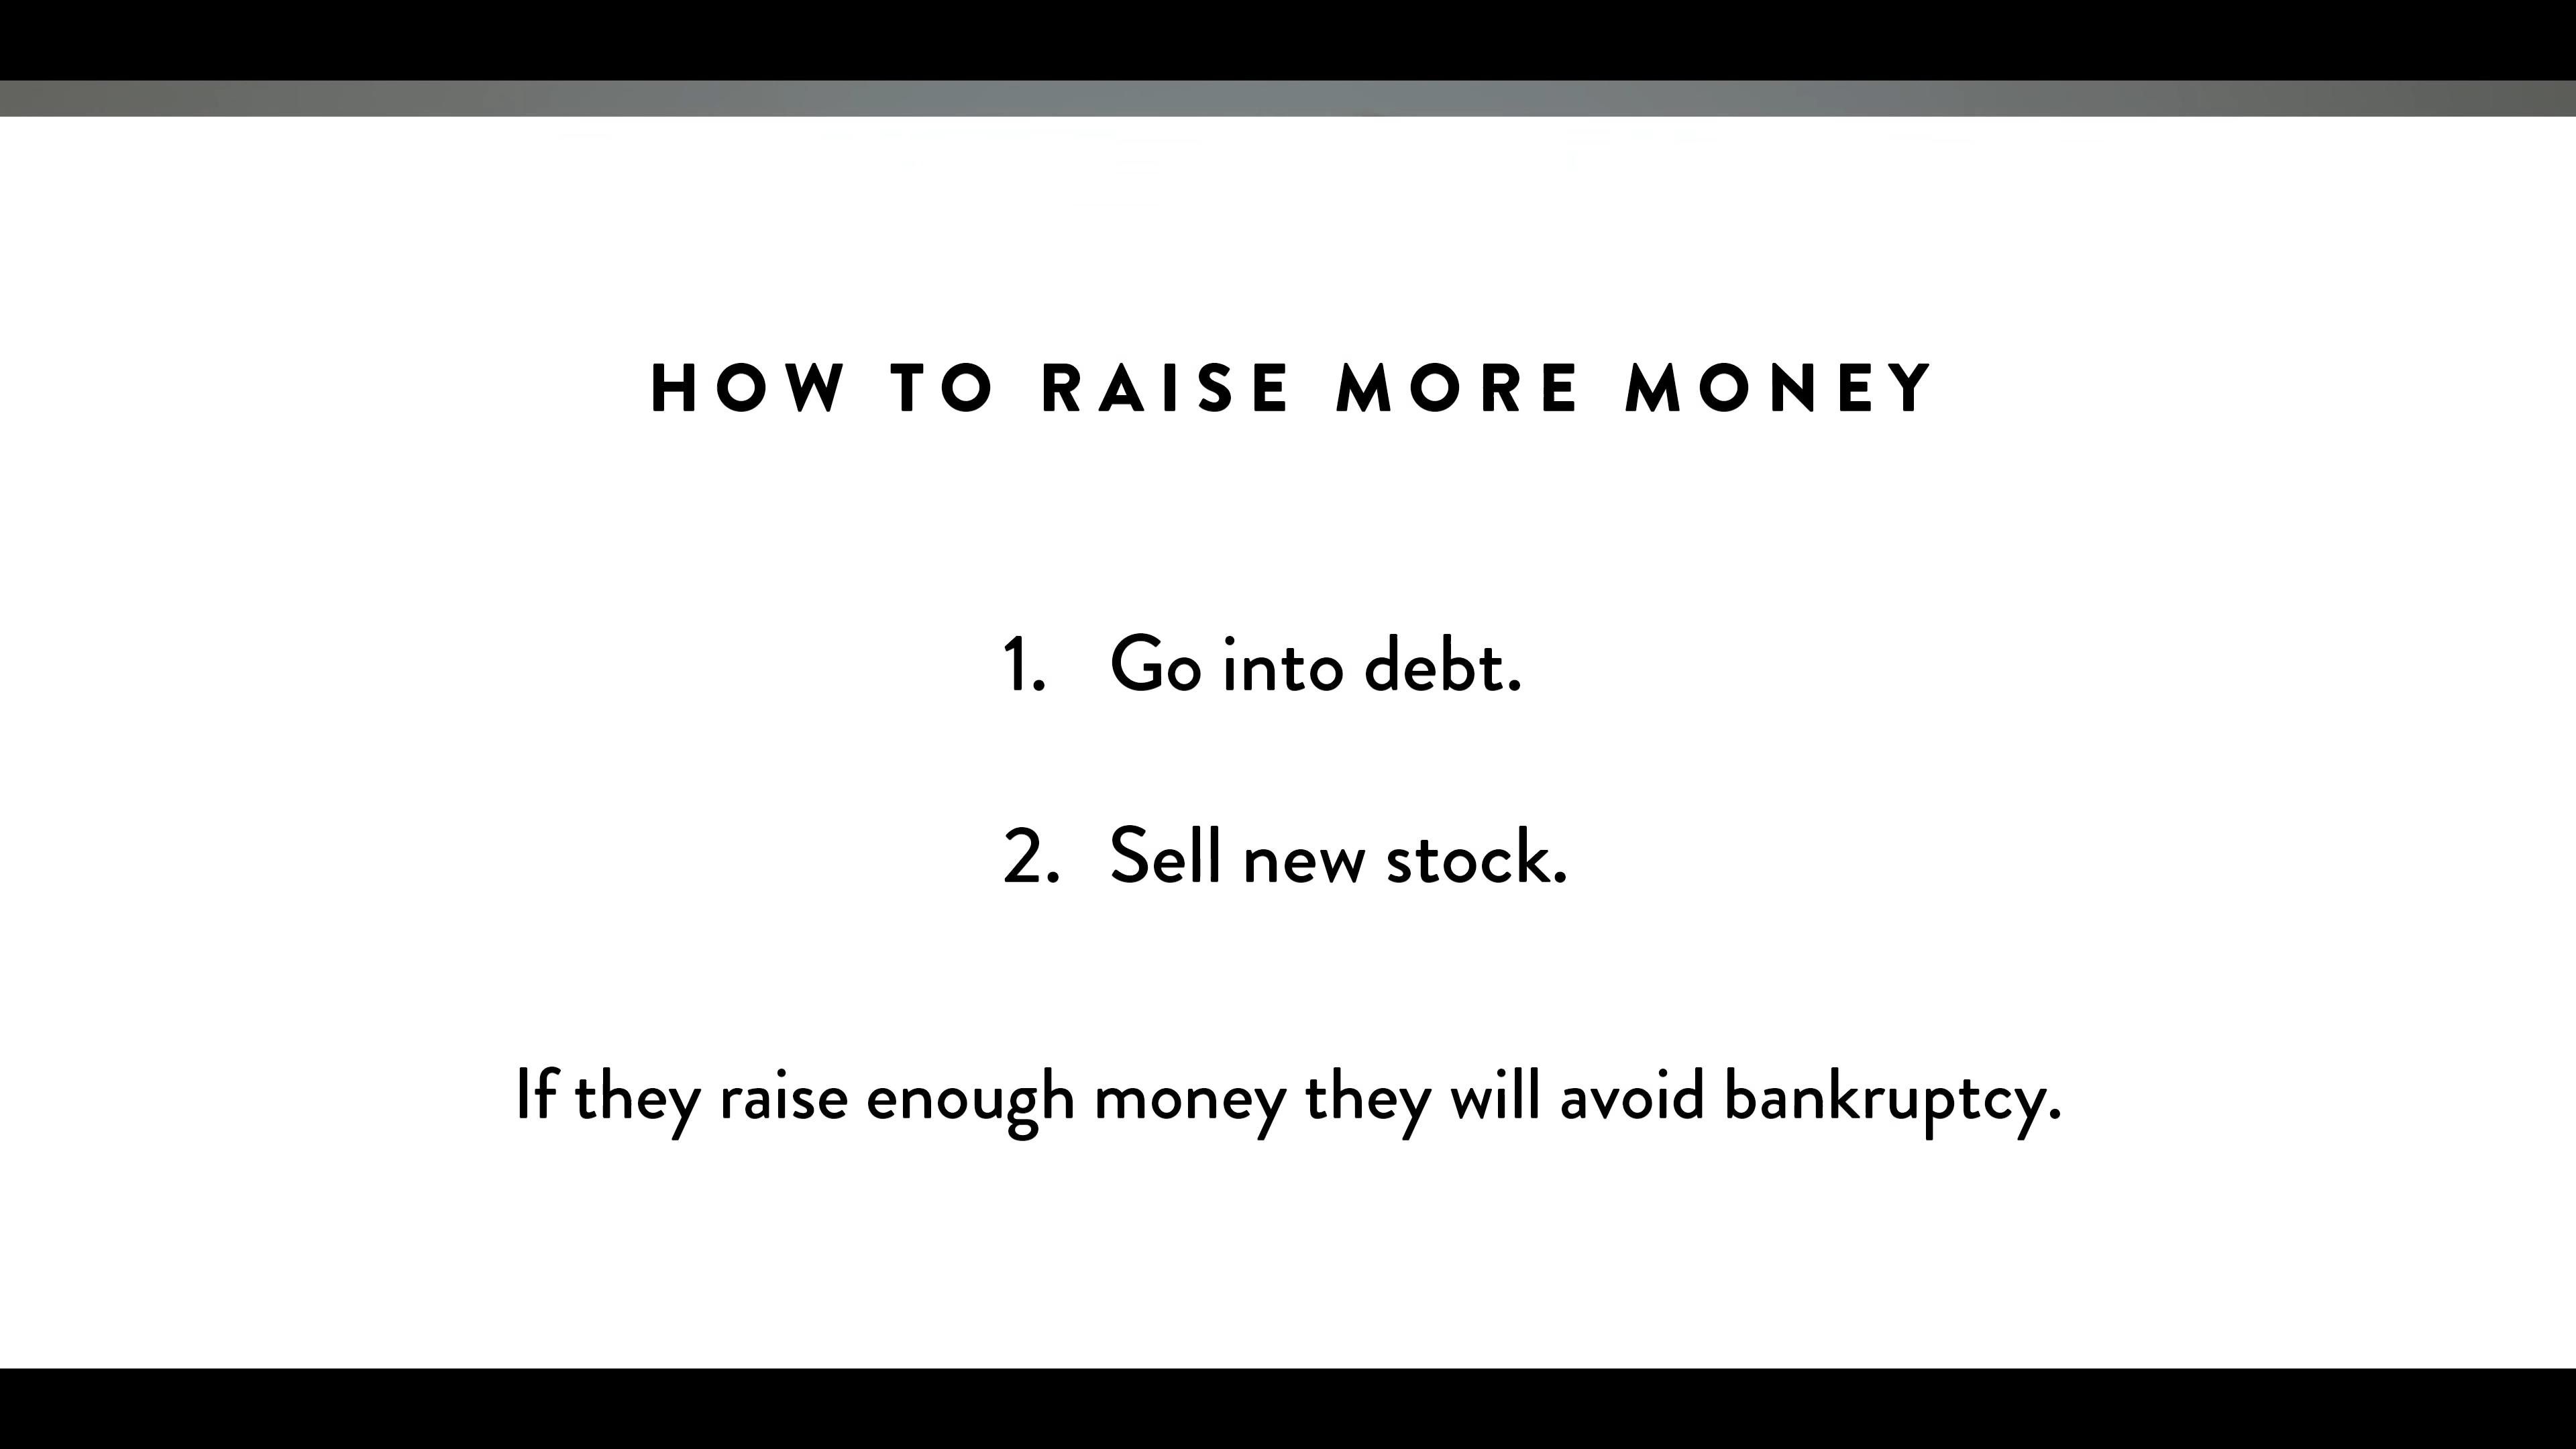 HOW TO RAISE MORE MONEY
1. Go into debt.
2. Sell new stock.
If they raise enough money they will avoid bankruptcy.